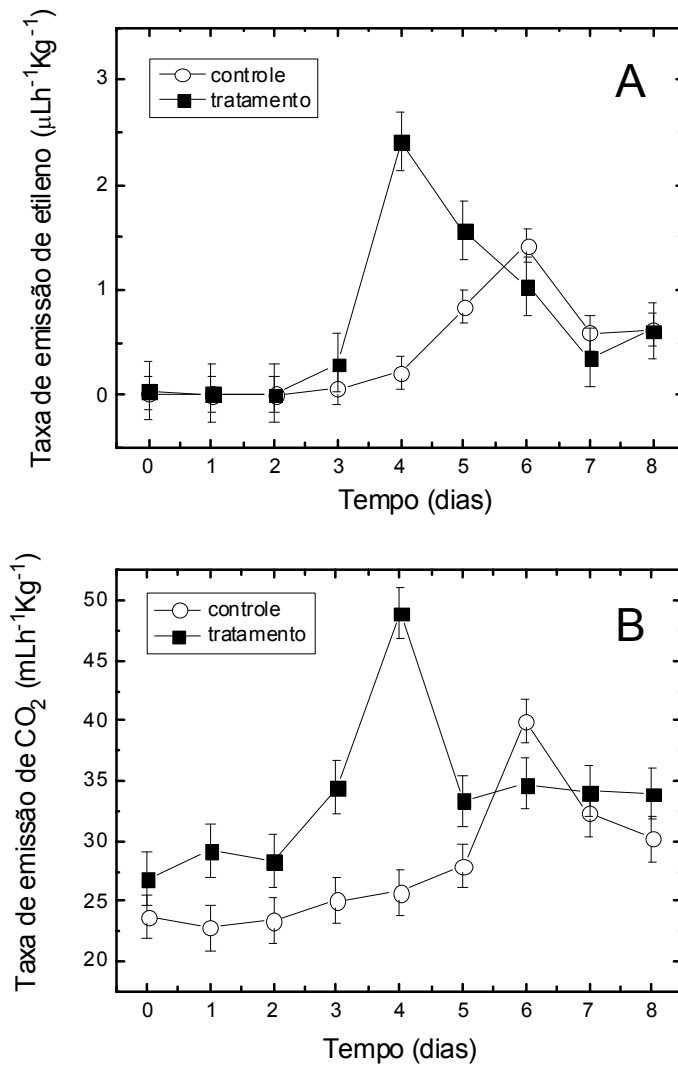 Taxa de emissão de etileno (μLh⁻¹Kg⁻¹)
3
2
1
0
controle
tratamento
A
0 1 2 3 4 5 6 7 8
Tempo (dias)
Taxa de emissão de CO₂ (mLh⁻¹Kg⁻¹)
50
45
40
35
30
25
20
controle
tratamento
B
0 1 2 3 4 5 6 7 8
Tempo (dias)